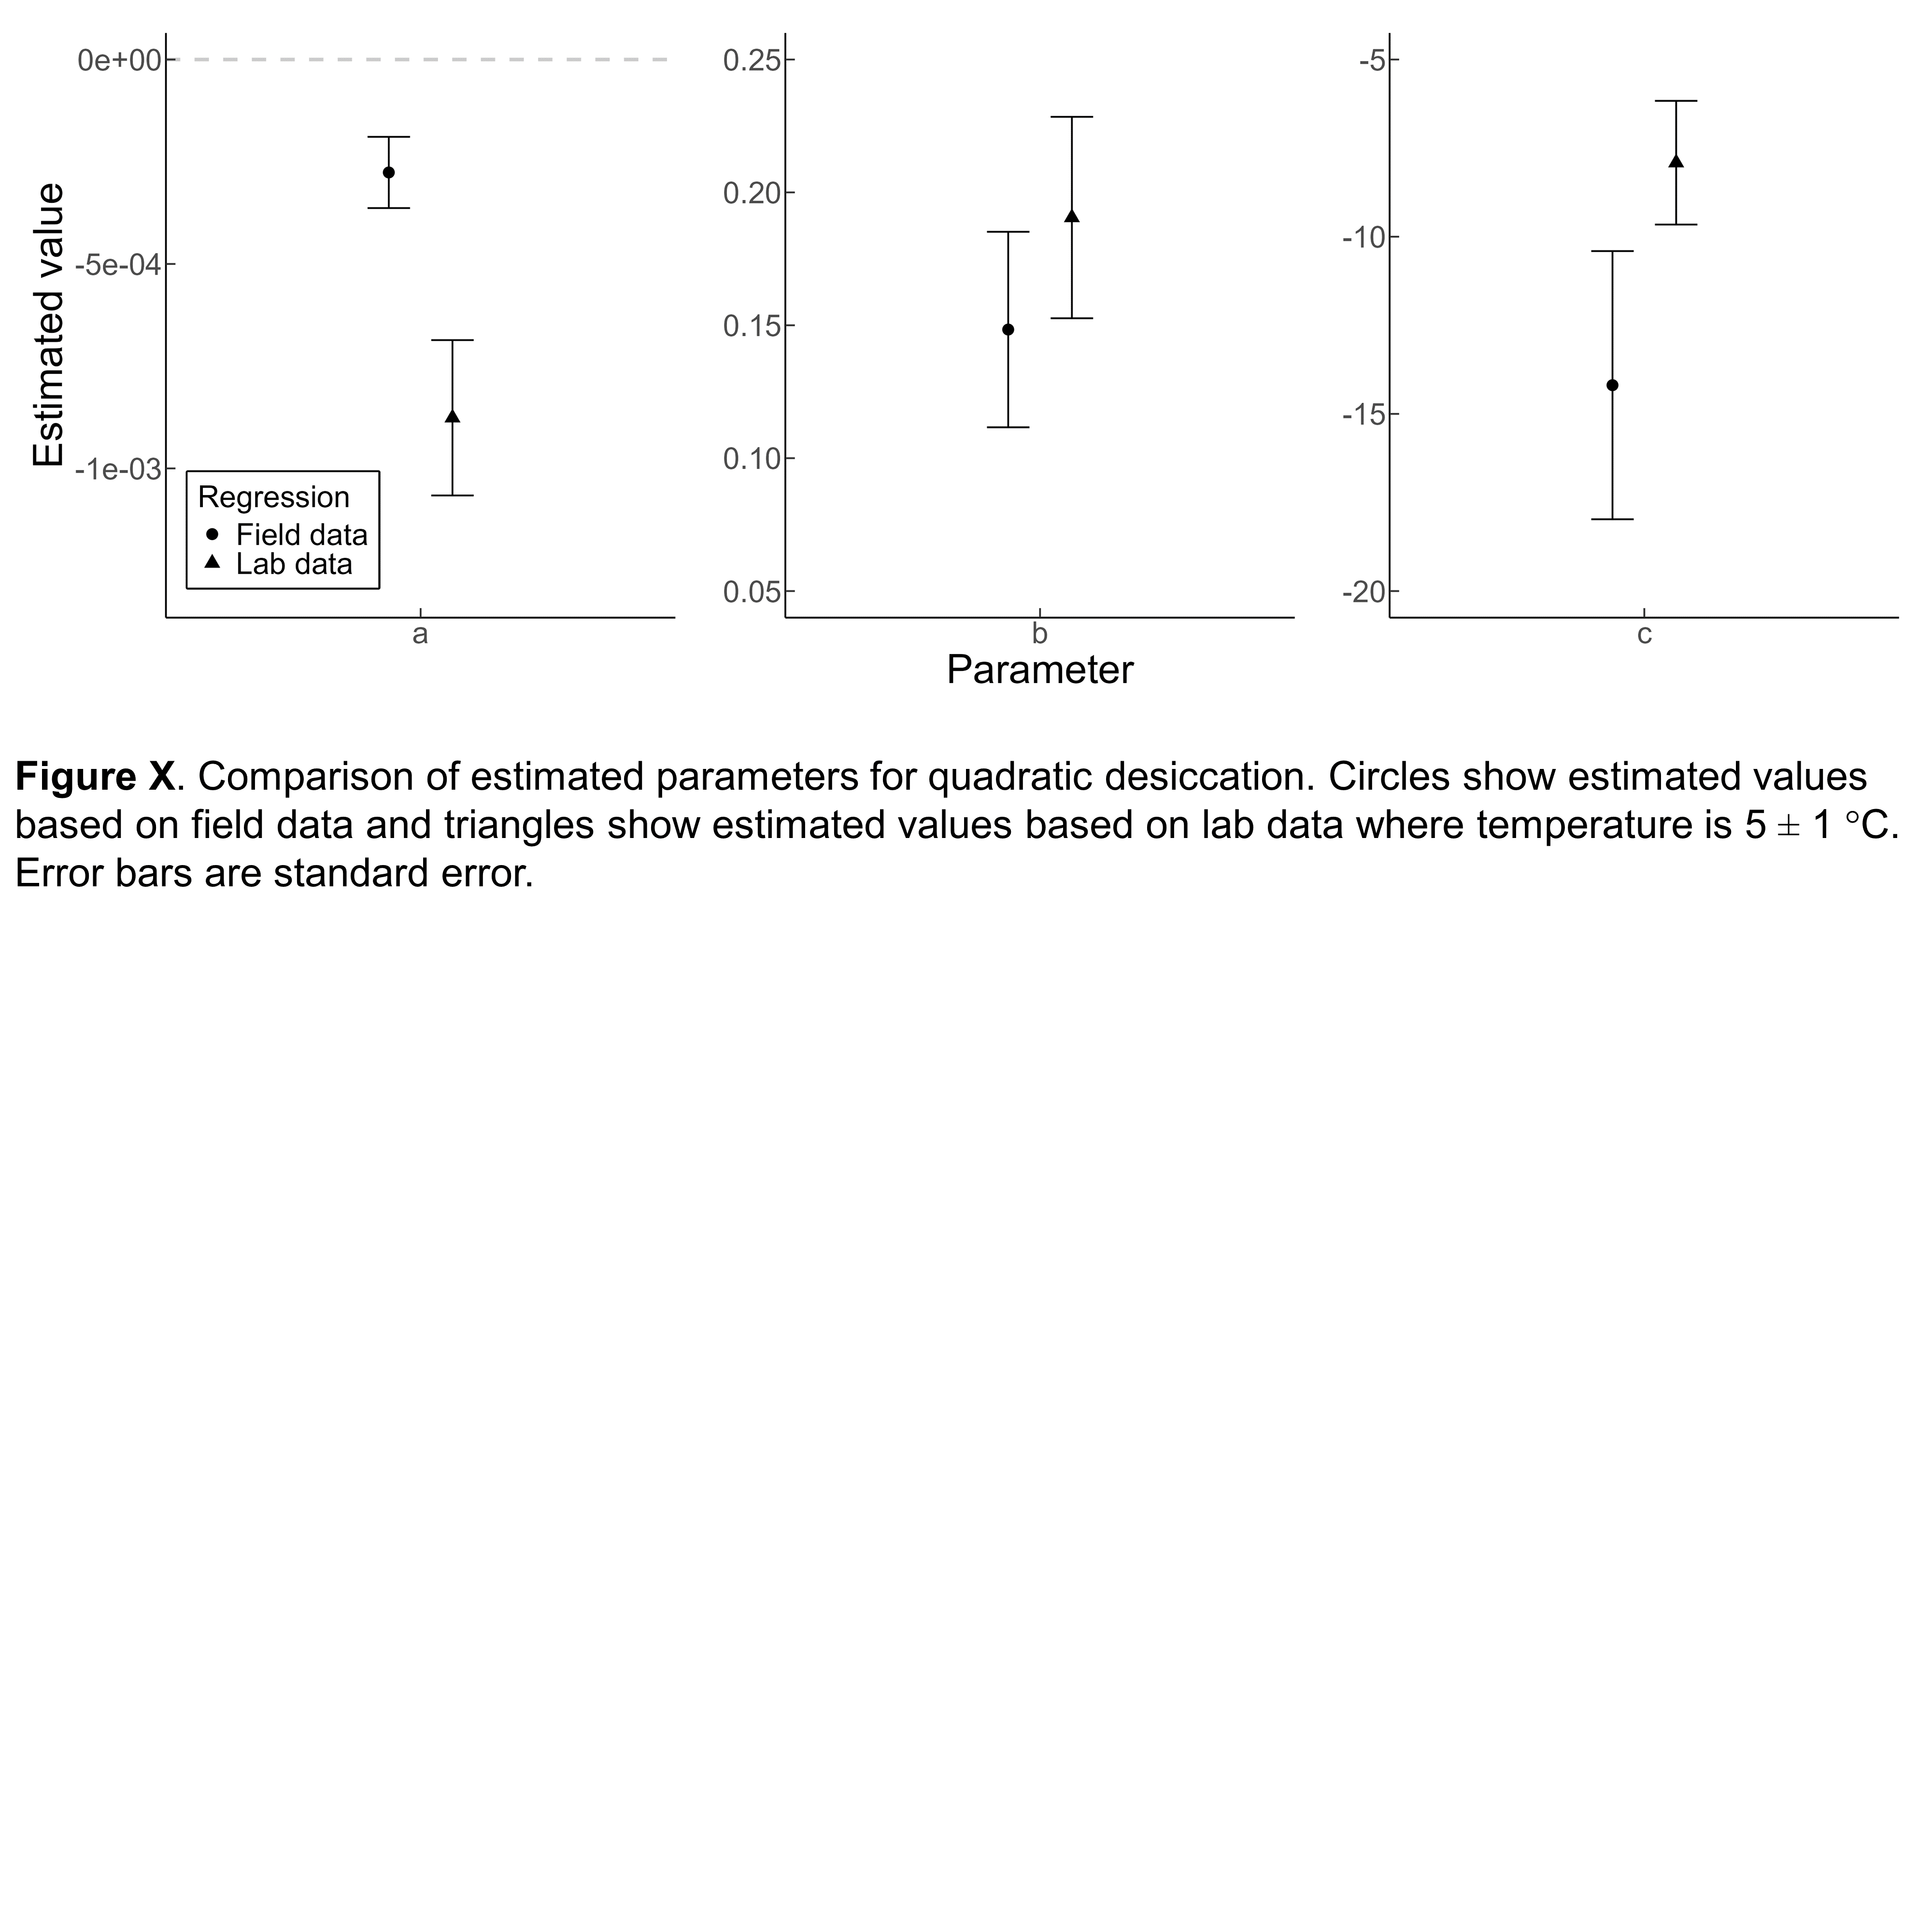 Estimated value
0e+00
-5e-04
-1e-03
Regression
Field data
Lab data
a
0.25
0.20
0.15
0.10
0.05
b
-5
-10
-15
-20
c
Parameter
Figure X. Comparison of estimated parameters for quadratic desiccation. Circles show estimated values
based on field data and triangles show estimated values based on lab data where temperature is 5 ± 1 °C.
Error bars are standard error.